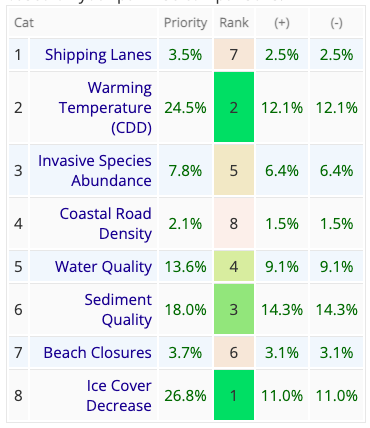 Cat Priority Rank (+) (-)
1 Shipping Lanes 3.5% 7 2.5% 2.5%
Warming
2 Temperature 24.5% 2 12.1% 12.1%
(CDD)
3 Invasive Species 7.8% 5 6.4% 6.4%
Abundance
4 Coastal Road 2.1% 8 1.5% 1.5%
Density
5 Water Quality 13.6% 4 9.1% 9.1%
6 Sediment 18.0% 3 14.3% 14.3%
Quality
7 Beach Closures 3.7% 6 3.1% 3.1%
8 Ice Cover 26.8% 1 11.0% 11.0%
Decrease